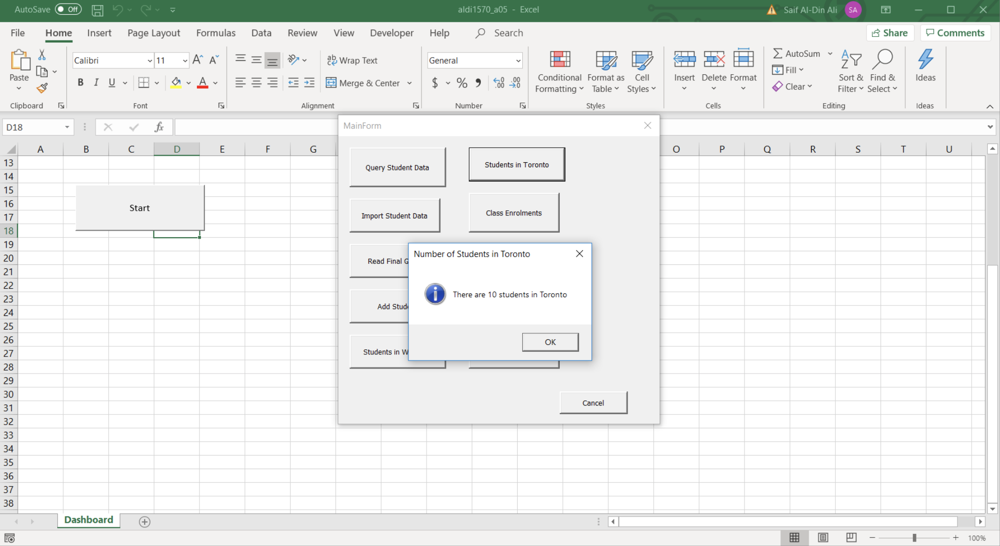 AutoSave Off
aldi1570_a05 - Excel
Saif Al-Din Ali SA
File Home Insert Page Layout Formulas Data Review View Developer Help Search Share Comments
Paste
Clipboard
Calibri 11
B I U
Font
Wrap Text
Merge & Center
Alignment
General
$ % ,
Number
Conditional Formatting
Format as Table
Cell Styles
Styles
Insert
Delete
Format
Cells
AutoSum
Fill
Clear
Sort & Filter
Find & Select
Editing
Ideas
Ideas
D18
fx
A B C D E F G O P Q R S T U
13
14
15
16
17
18
19
20
21
22
23
24
25
26
27
28
29
30
31
32
33
34
35
36
37
38
Start
MainForm
Query Student Data
Students in Toronto
Import Student Data
Class Enrolments
Read Final G
Add Stude
Students in W
Number of Students in Toronto
There are 10 students in Toronto
OK
Cancel
Dashboard
100%